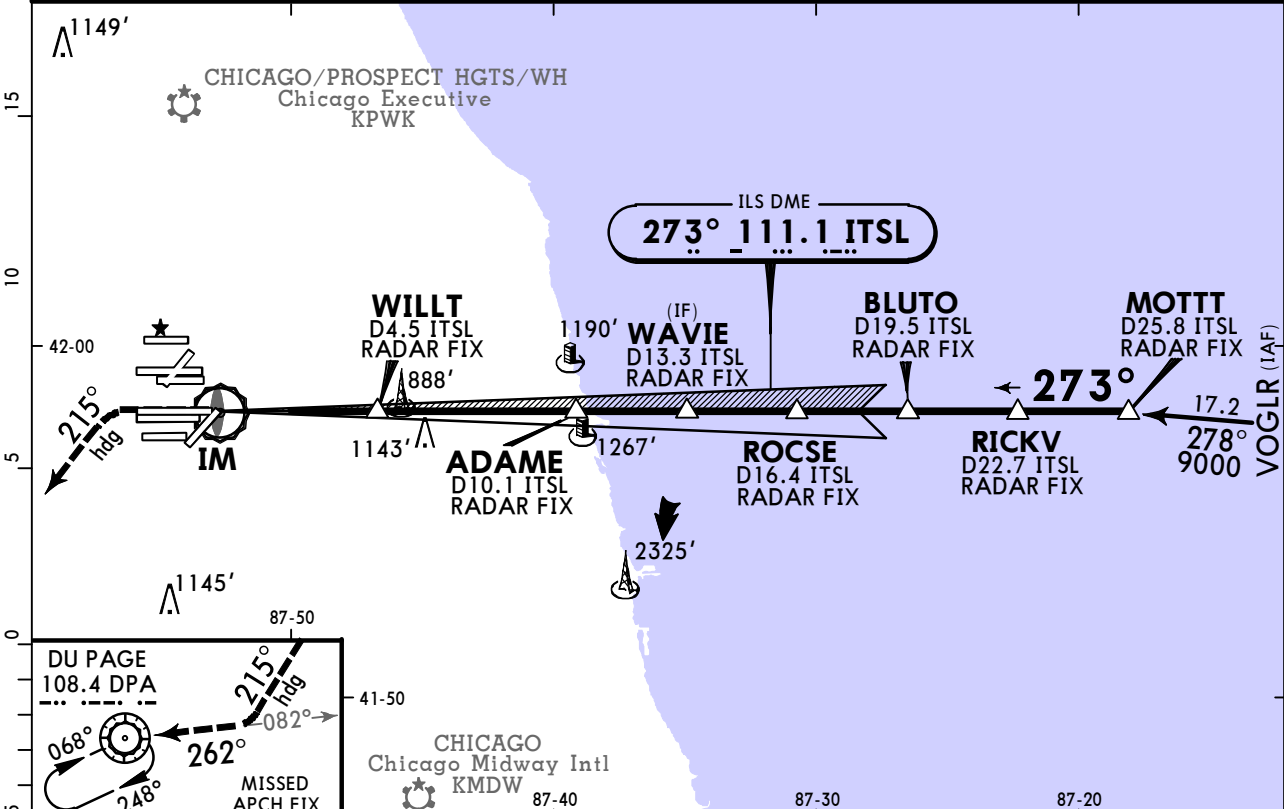 1149'
CHICAGO/PROSPECT HGTS/WH
Chicago Executive
KPWK
15
ILS DME
273° 111.1 ITSL
10
42-00
WILLT
D4.5 ITSL
RADAR FIX
1190'
(IF)
WAVIE
D13.3 ITSL
RADAR FIX
BLUTO
D19.5 ITSL
RADAR FIX
MOTTT
D25.8 ITSL
RADAR FIX
273°
888'
215°
hdg
IM
1143'
ADAME
D10.1 ITSL
RADAR FIX
1267'
ROCSE
D16.4 ITSL
RADAR FIX
RICKV
D22.7 ITSL
RADAR FIX
17.2
278°
9000
VOGLR (IAF)
5
2325'
1145'
87-50
0
DU PAGE
108.4 DPA
215°
hdg
082°
262°
068°
248°
MISSED
APCH FIX
41-50
CHICAGO
Chicago Midway Intl
KMDW
87-40
87-30
87-20
5